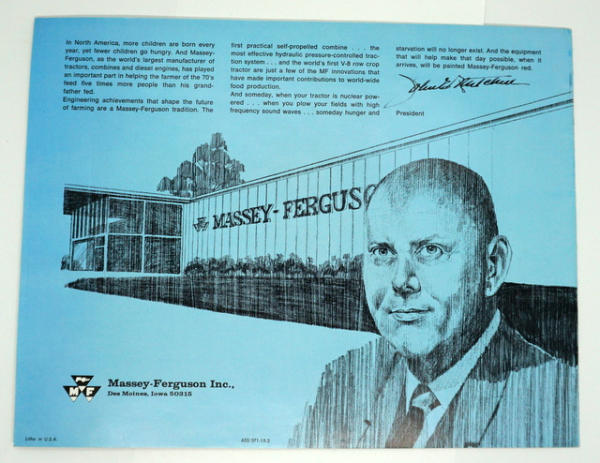 In North America, more children are born every
year, yet fewer children go hungry. And Massey-
Ferguson, as the world's largest manufacturer of
tractors, combines and diesel engines, has played
an important part in helping the farmer of the 70's
feed five times more people than his grand-
father fed.
Engineering achievements that shape the future
of farming are a Massey-Ferguson tradition. The
first practical self-propelled combine . . . the
most effective hydraulic pressure-controlled trac-
tion system . . . and the world's first V-8 row crop
tractor are just a few of the MF innovations that
have made important contributions to world-wide
food production.
And someday, when your tractor is nuclear pow-
ered . . . when you plow your fields with high
frequency sound waves . . . someday hunger and
starvation will no longer exist. And the equipment
that will help make that day possible, when it
arrives, will be painted Massey-Ferguson red.
President
MASSEY-FERGUSO
MF
Massey-Ferguson Inc.,
Des Moines, Iowa 50315
Litho in U.S.A.